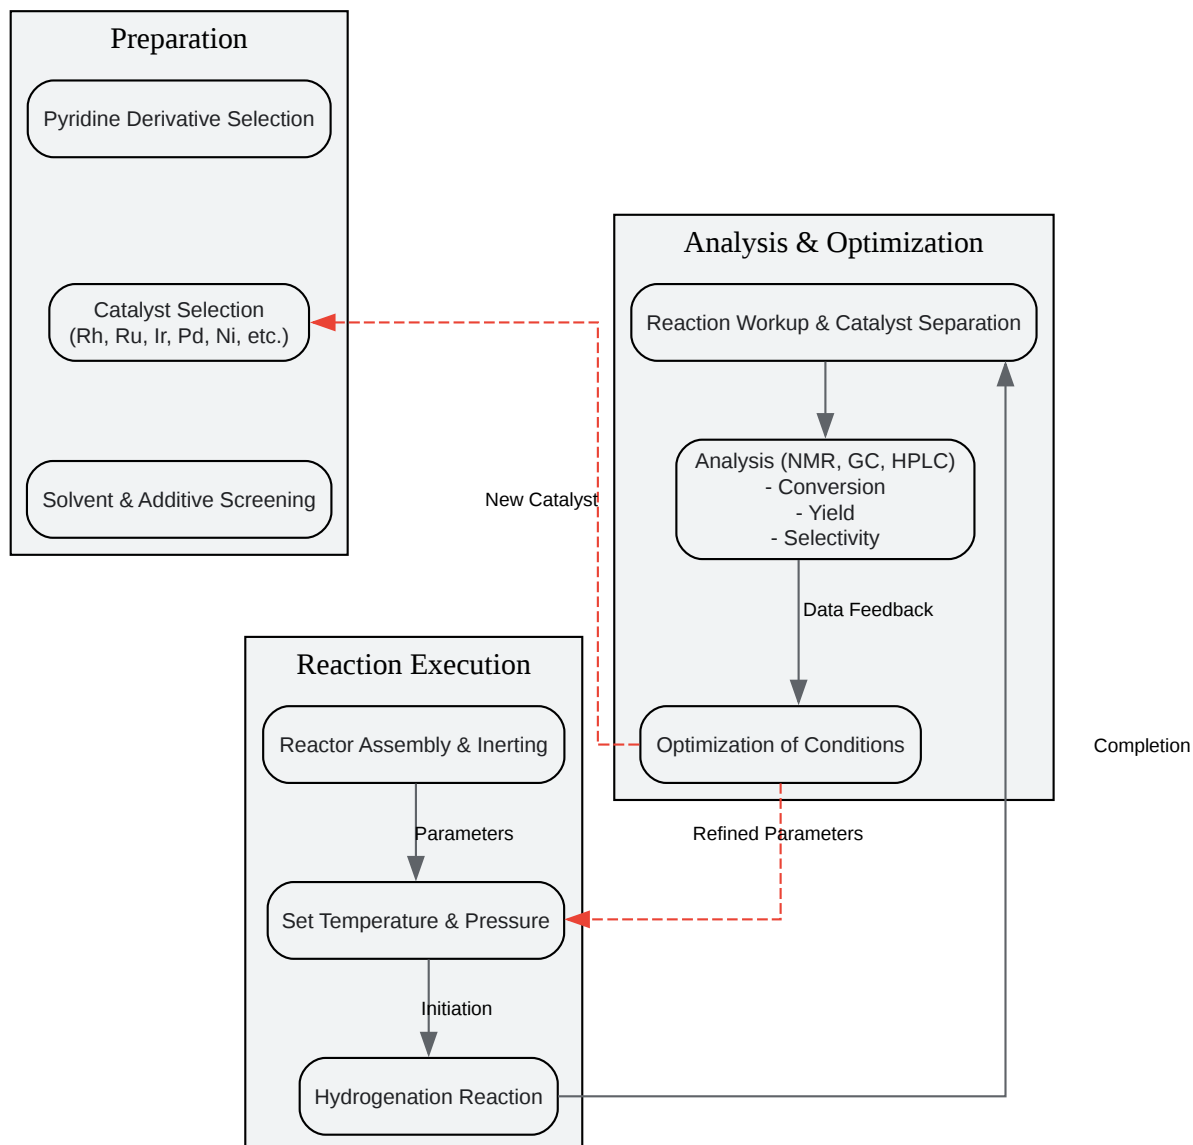 Preparation
Pyridine Derivative Selection
Catalyst Selection
(Rh, Ru, Ir, Pd, Ni, etc.)
Solvent & Additive Screening
Analysis & Optimization
Reaction Workup & Catalyst Separation
Analysis (NMR, GC, HPLC)
- Conversion
- Yield
- Selectivity
New Catalyst
Data Feedback
Optimization of Conditions
Completion
Refined Parameters
Reaction Execution
Reactor Assembly & Inerting
Parameters
Set Temperature & Pressure
Initiation
Hydrogenation Reaction